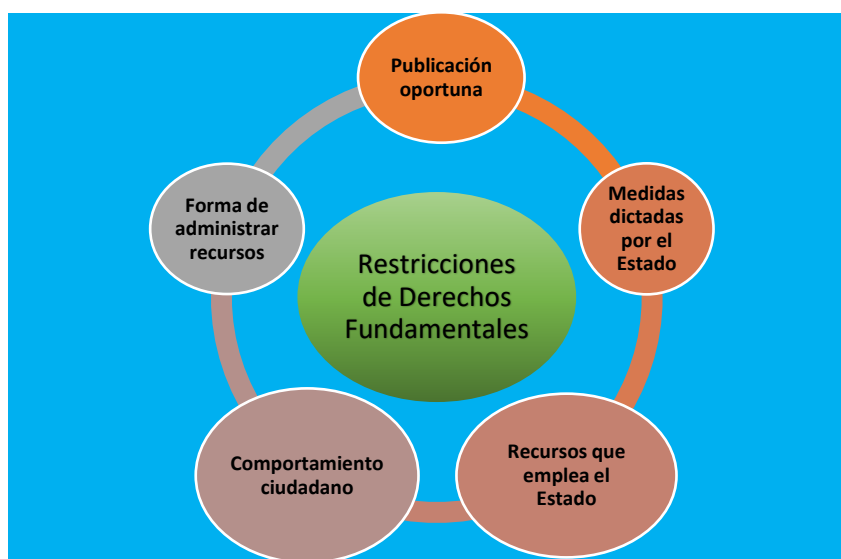 Publicación
oportuna
Medidas
dictadas
por el
Estado
Recursos que
emplea el
Estado
Comportamiento
ciudadano
Forma de
administrar
recursos
Restricciones
de Derechos
Fundamentales